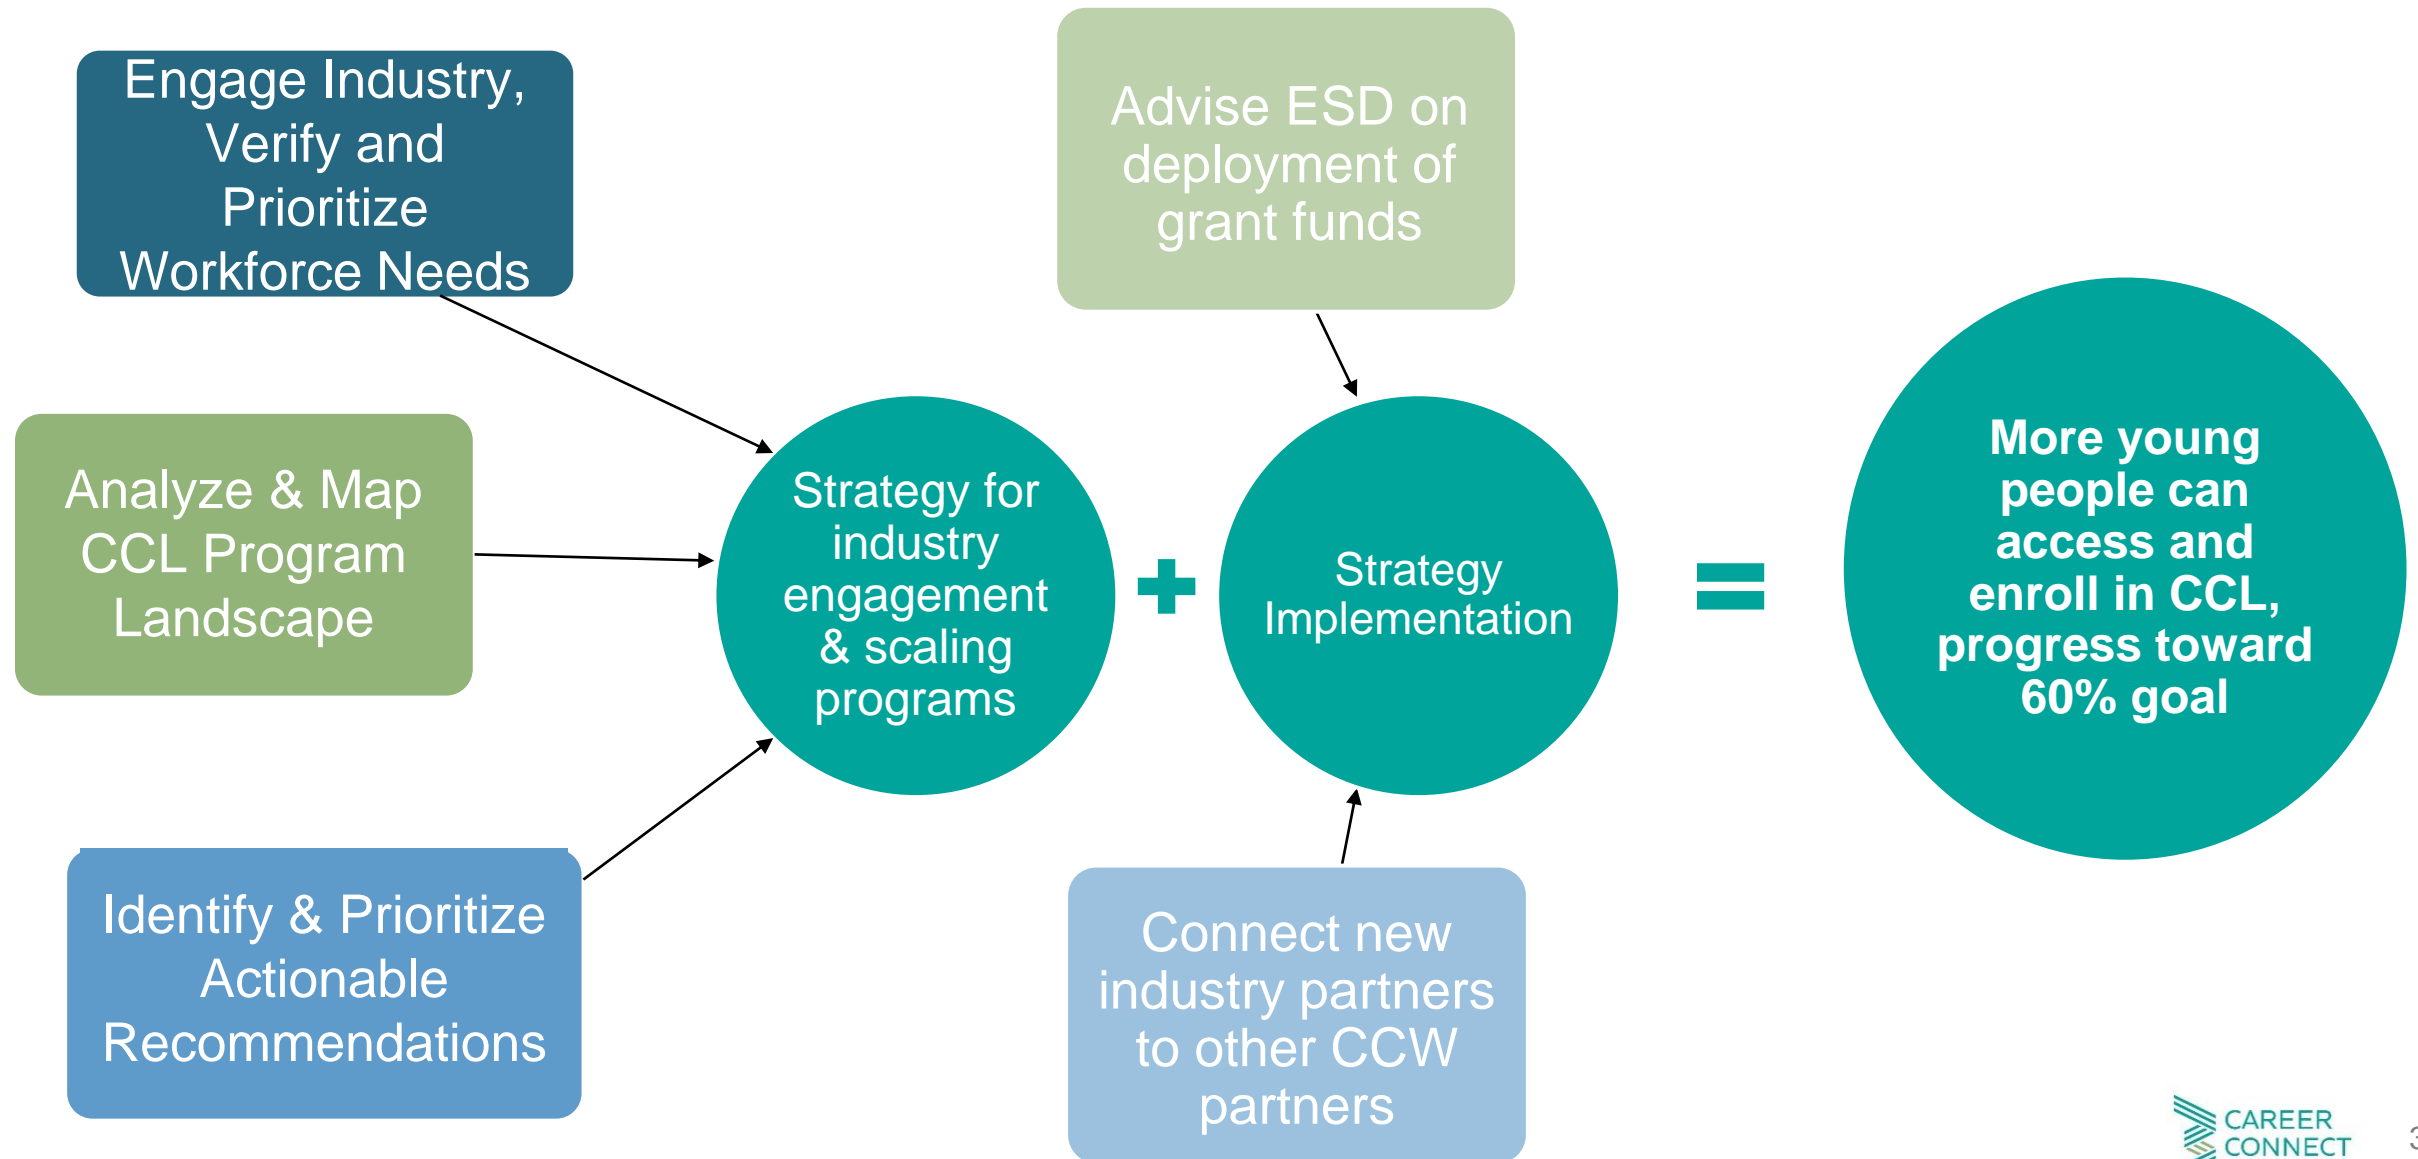 Engage Industry,
Verify and
Prioritize
Workforce Needs
Analyze & Map
CCL Program
Landscape
Identify & Prioritize
Actionable
Recommendations
Strategy for
industry
engagement
& scaling
programs
Advise ESD on
deployment of
grant funds
Strategy
Implementation
Connect new
industry partners
to other CCW
partners
More young
people can
access and
enroll in CCL,
progress toward
60% goal
CAREER
CONNECT